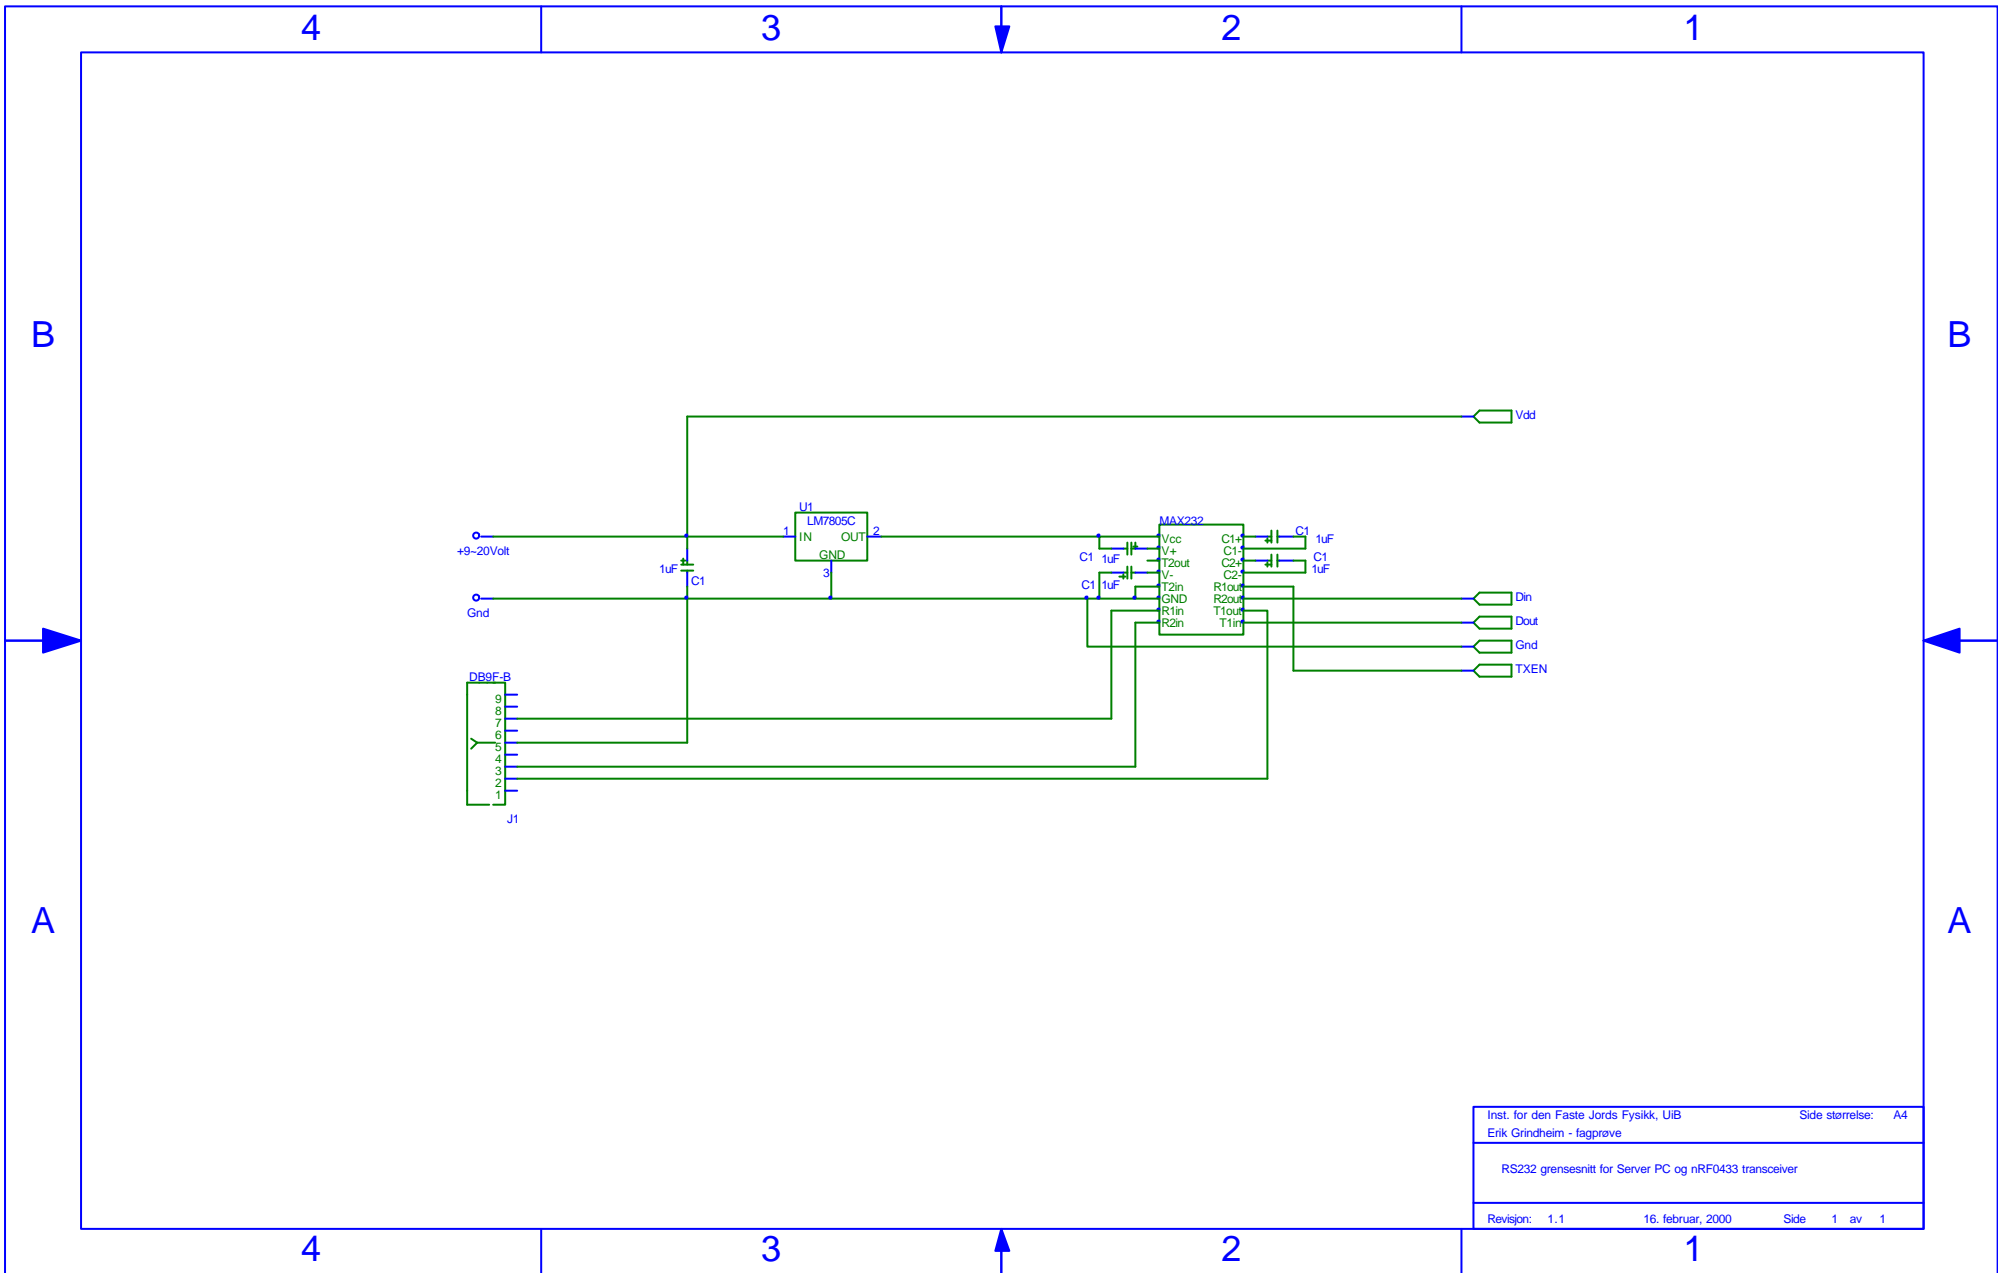 4 3 2 1
B B
Vdd
U1
LM7805C
1 IN OUT 2
GND
3
+9~20Volt
1uF
C1
Gnd
MAX232
Vcc C1+
V+ C1-
T2out C2+
V- C2-
T2in R1out
GND R2out
R1in T1out
R2in T1in
C1 1uF
C1 1uF
C1 1uF
C1
1uF
Din
Dout
Gnd
TXEN
DB9F-B
9
8
7
6
5
4
3
2
1
J1
A A
Inst. for den Faste Jords Fysikk, UiB Side størrelse: A4
Erik Grindheim - fagprøve
RS232 grensesnitt for Server PC og nRF0433 transceiver
Revisjon: 1.1 16. februar, 2000 Side 1 av 1
4 3 2 1